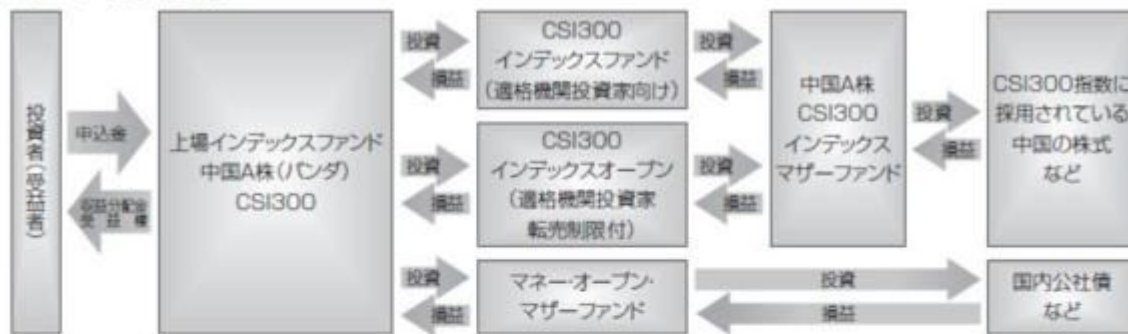 投資者(受益者)
申込金
収益分配金
受益権
上場インデックスファンド
中国A株(パンダ)
CSI300
投資
損益
CSI300
インデックスファンド
(適格機関投資家向け)
投資
損益
投資
損益
CSI300
インデックスオープン
(適格機関投資家
転売制限付)
投資
損益
中国A株
CSI300
インデックス
マザーファンド
投資
損益
CSI300指数に
採用されている
中国の株式
など
投資
損益
マネー・オープン・
マザーファンド
投資
損益
国内公社債
など